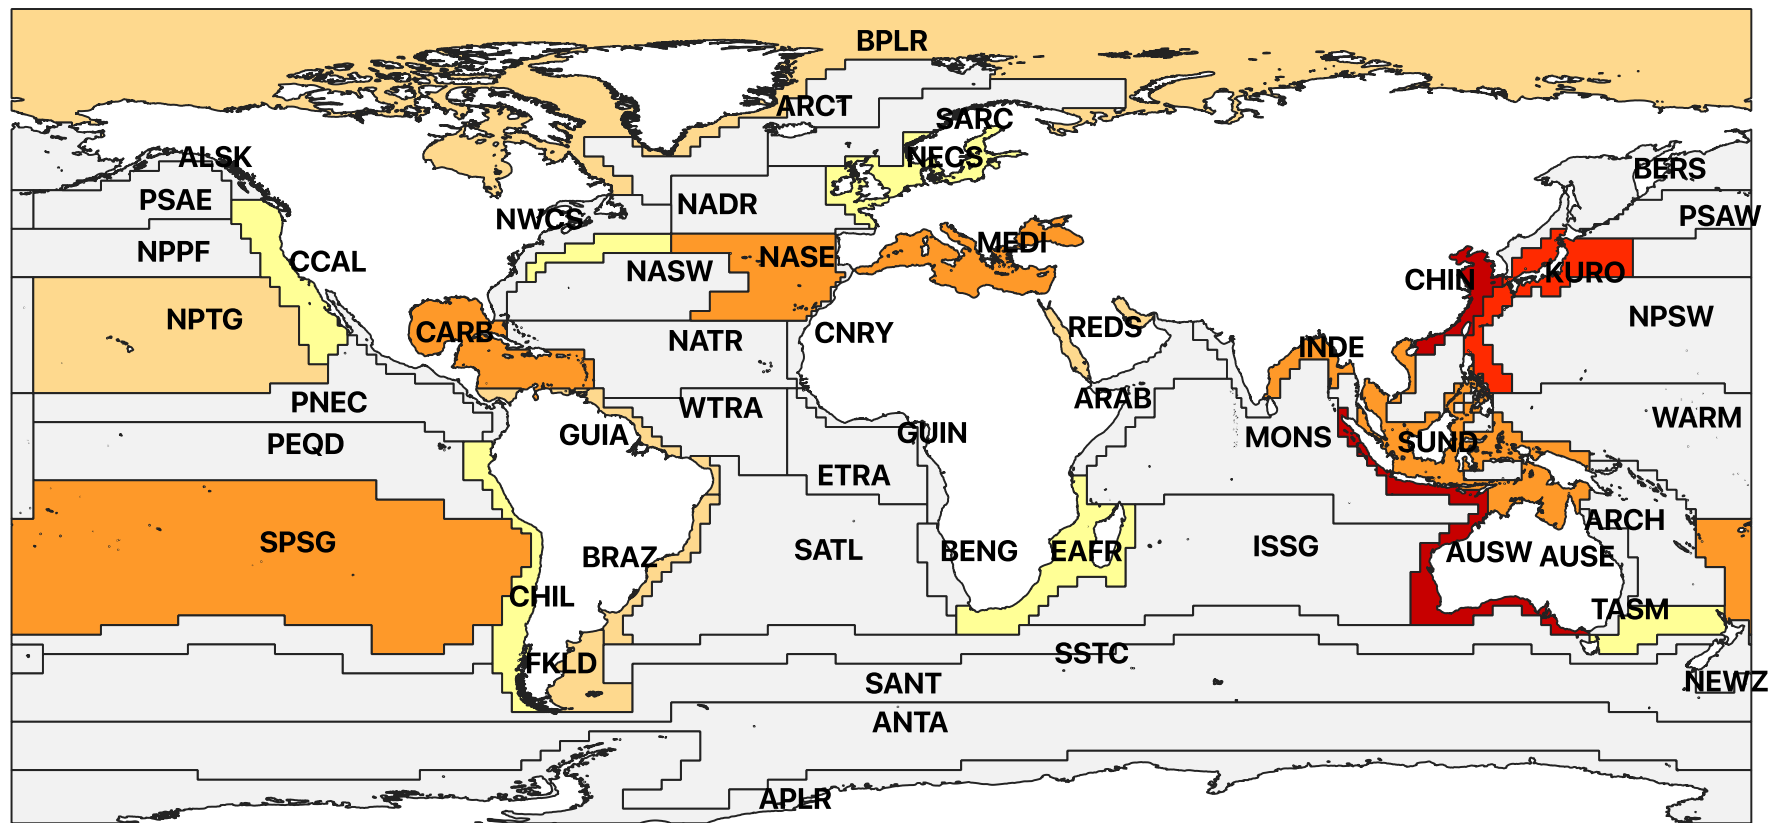 BPLR
ARCT
SARC
ALSK
NECS
BERS
PSAE
NWCS
NADR
PSAW
NPPF
CCAL
NASW
NASE
MEDI
CHIN
KURO
NPTG
CARB
NATR
CNRY
REDS
INDE
NPSW
PNEC
WTRA
ARAB
WARM
PEQD
GUIA
GUIN
MONS
SUND
ETRA
SPSG
BRAZ
SATL
BENG
EAFR
ISSG
AUSW
AUSE
ARCH
CHIL
TASM
FKLD
SSTC
SANT
NEWZ
ANTA
APLR